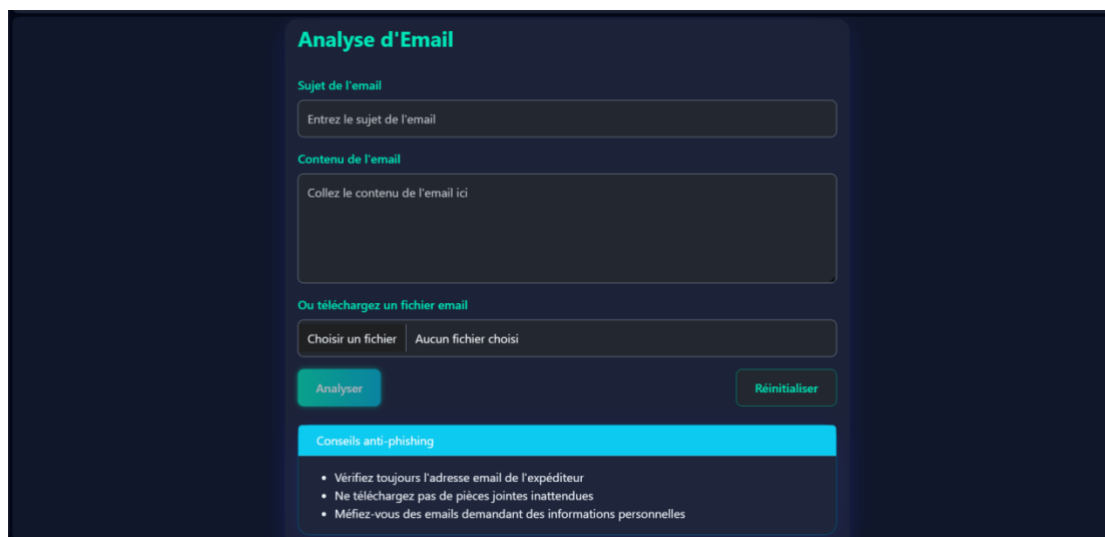 Analyse d'Email
Sujet de l'email
Entrez le sujet de l'email
Contenu de l'email
Collez le contenu de l'email ici
Ou téléchargez un fichier email
Choisir un fichier Aucun fichier choisi
Analyser Réinitialiser
Conseils anti-phishing
• Vérifiez toujours l'adresse email de l'expéditeur
• Ne téléchargez pas de pièces jointes inattendues
• Méfiez-vous des emails demandant des informations personnelles